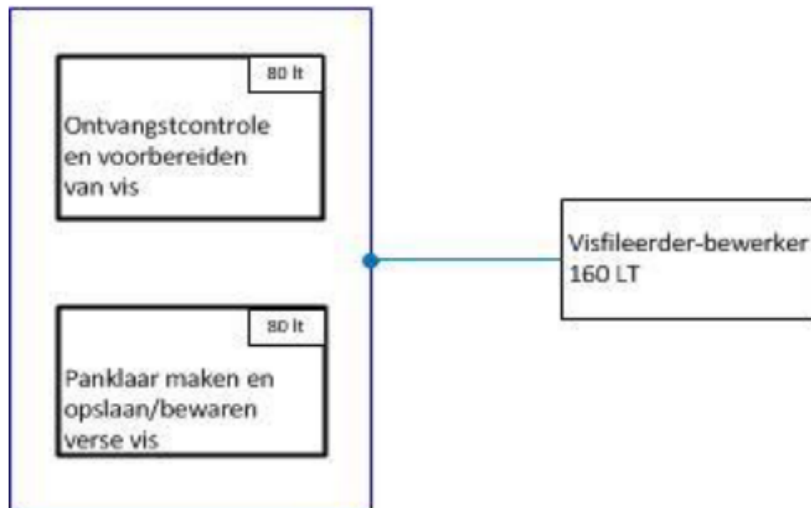 80 lt
Ontvangstcontrole
en voorbereiden
van vis
Visfileerder-bewerker
160 LT
80 lt
Panklaar maken en
opslaan/bewaren
verse vis